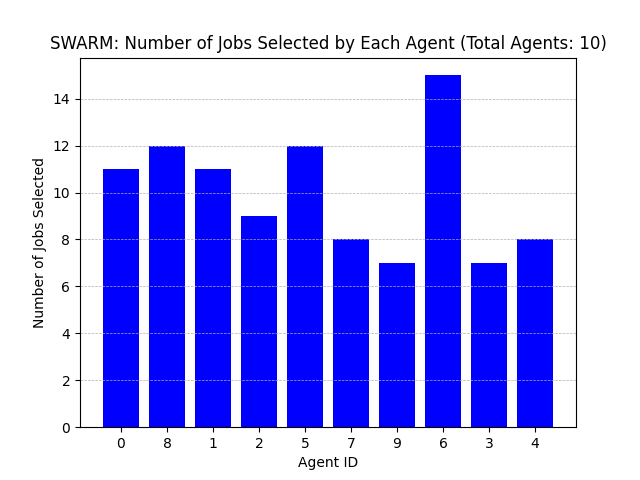 SWARM: Number of Jobs Selected by Each Agent (Total Agents: 10)
Number of Jobs Selected
14
12
10
8
6
4
2
0
0 8 1 2 5 7 9 6 3 4
Agent ID